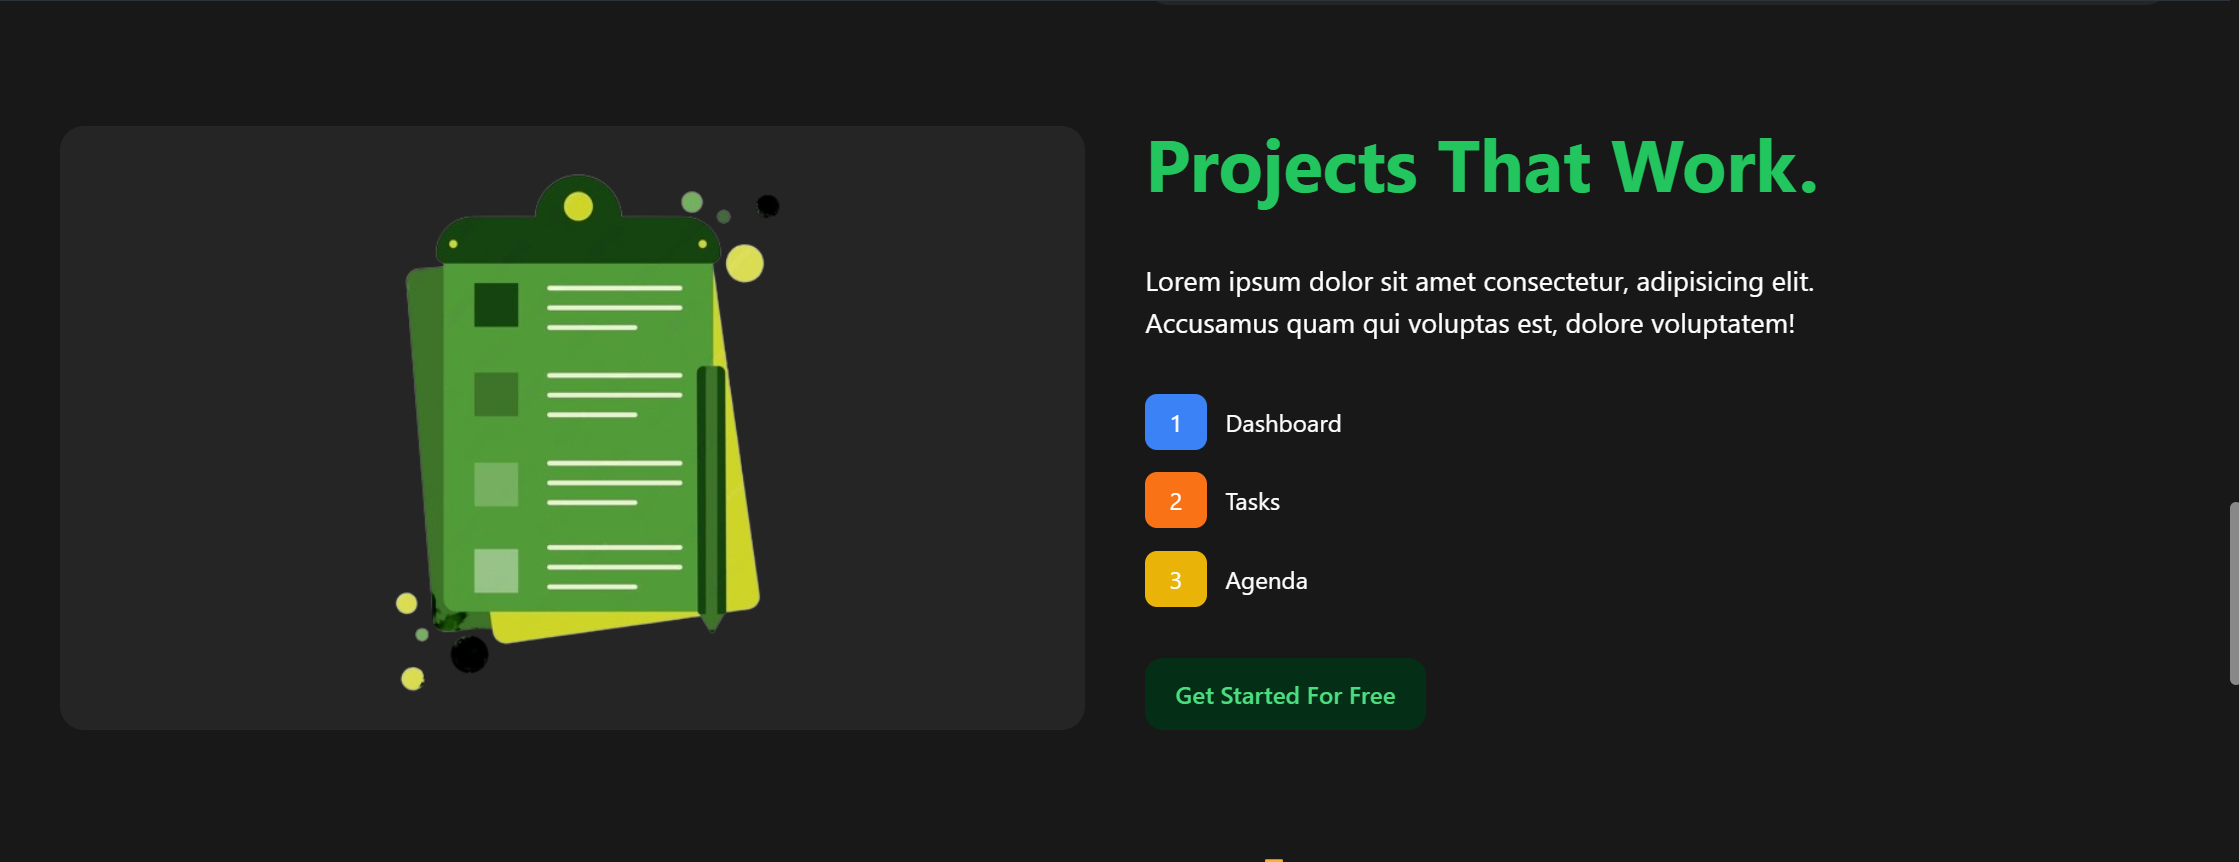 Projects That Work.
Lorem ipsum dolor sit amet consectetur, adipisicing elit.
Accusamus quam qui voluptas est, dolore voluptatem!
1 Dashboard
2 Tasks
3 Agenda
Get Started For Free